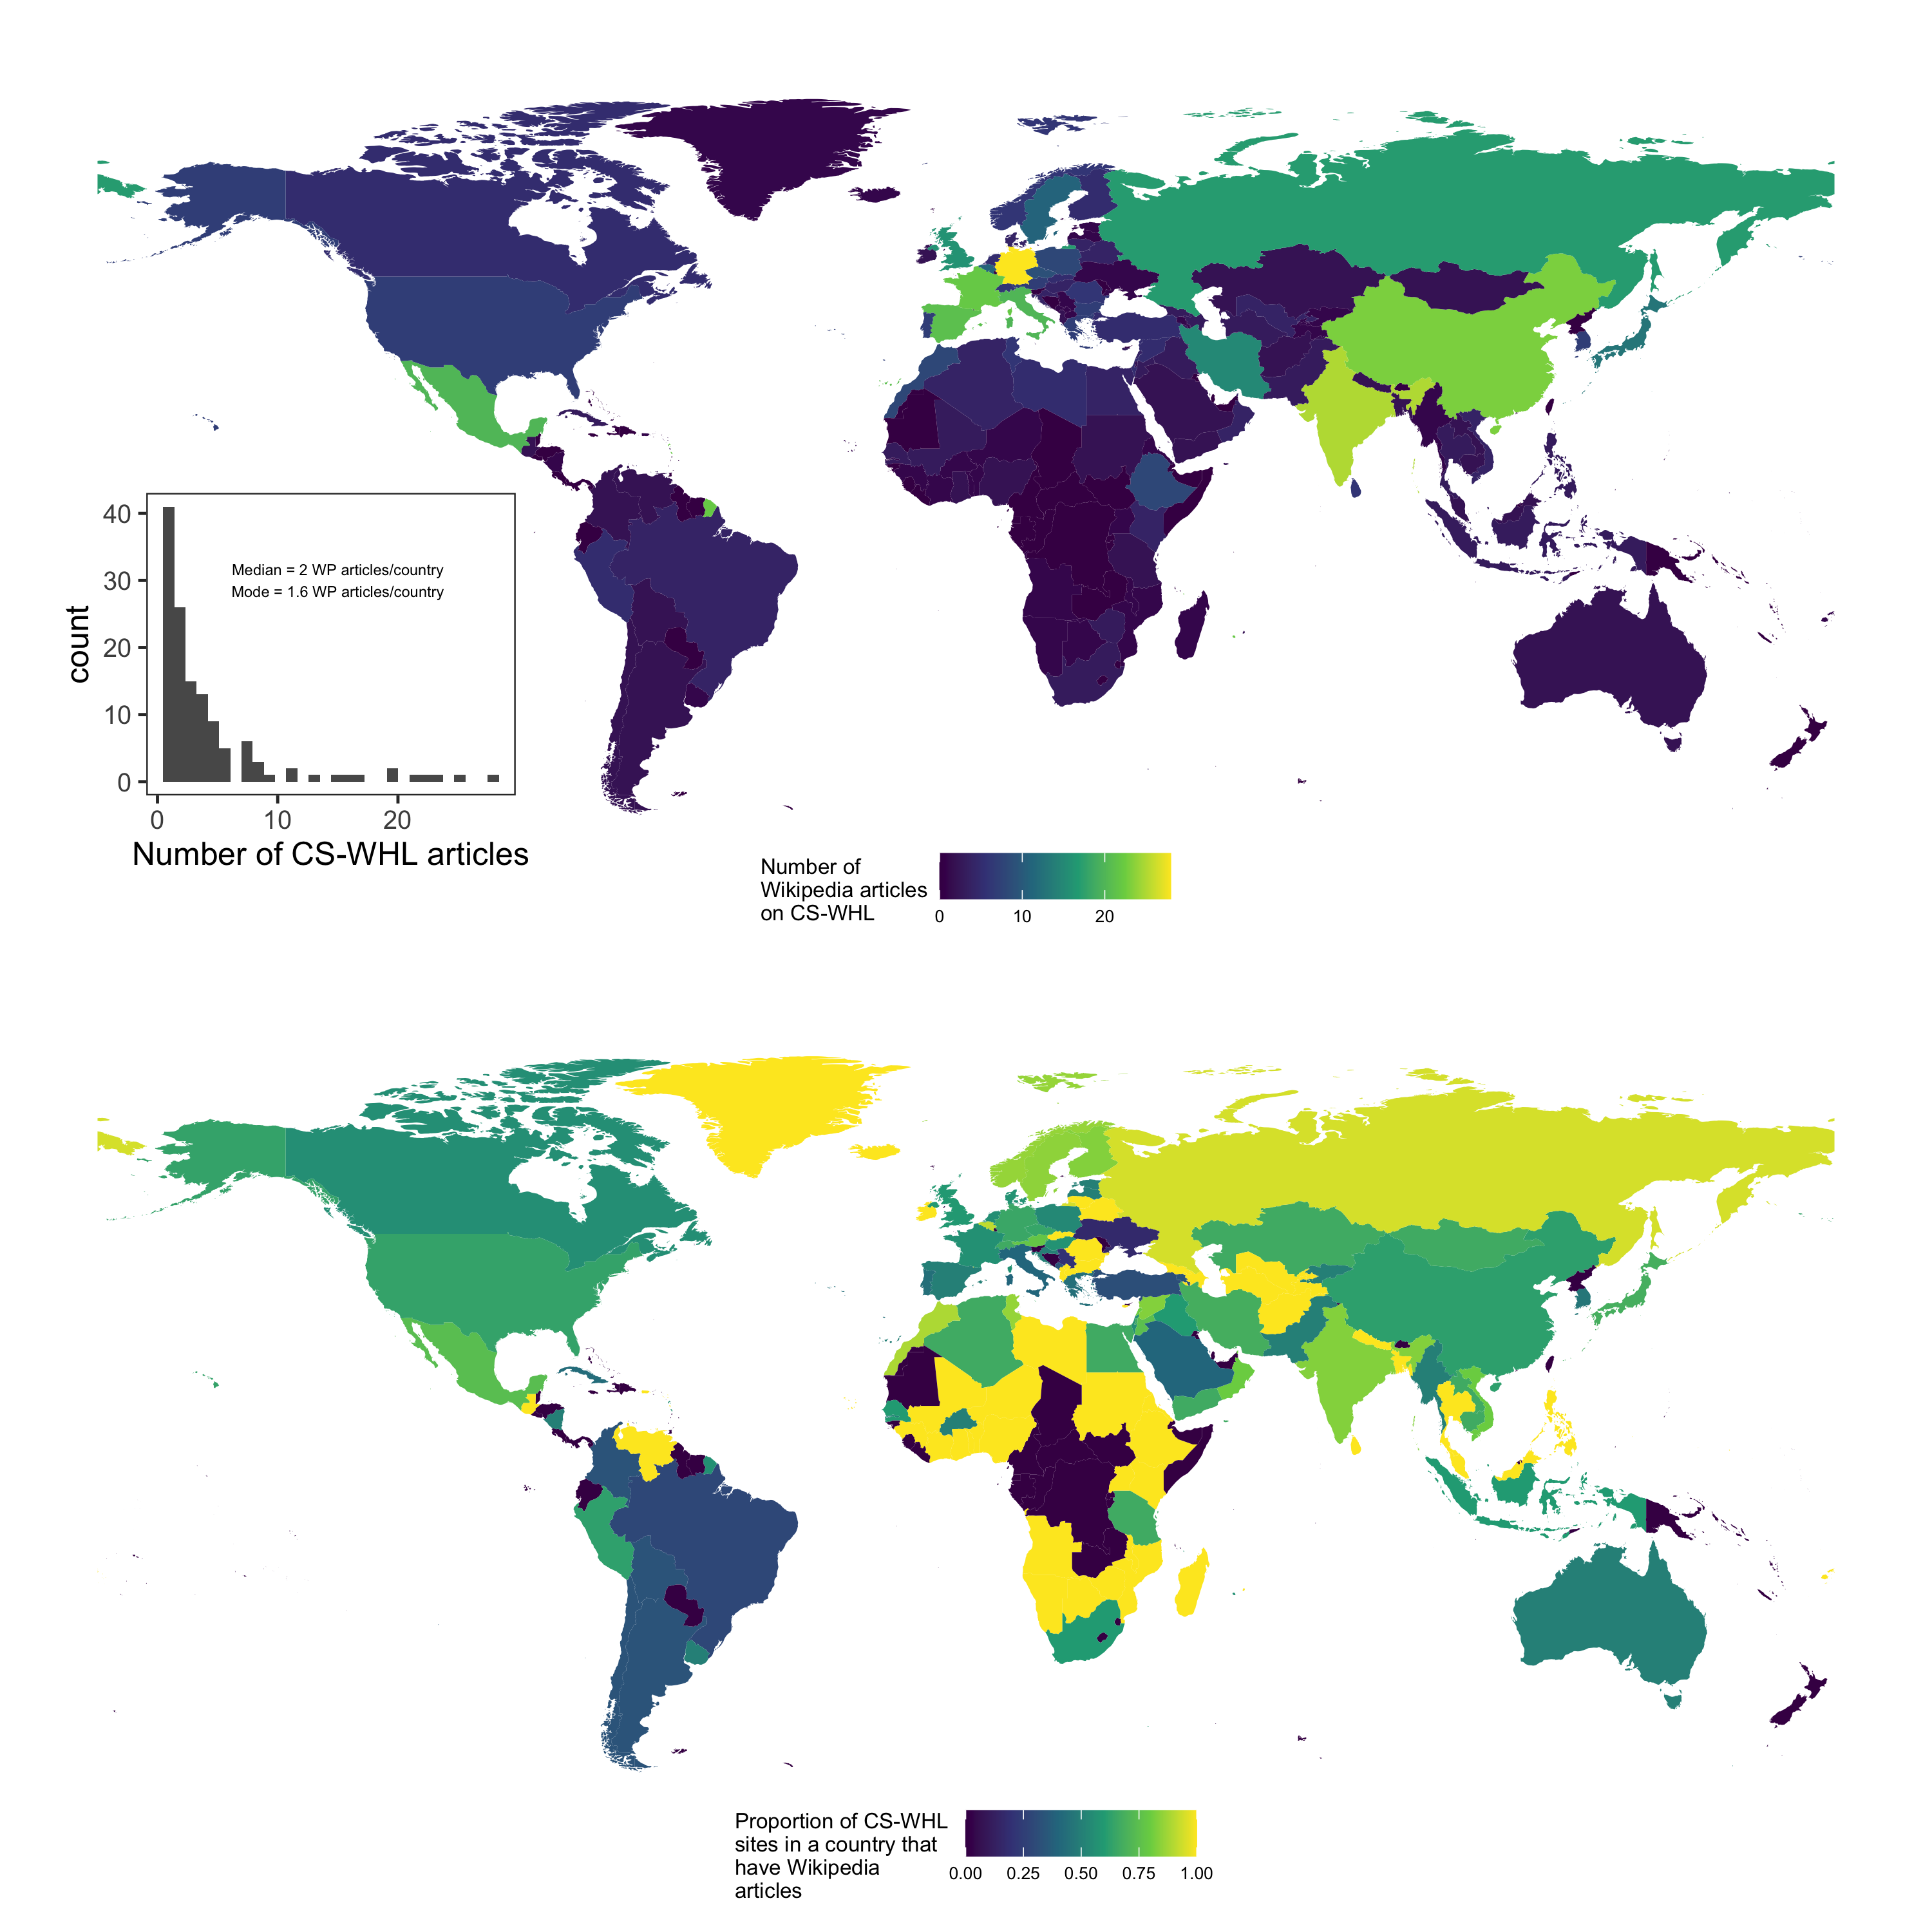 40
30
20
10
0
count
Median = 2 WP articles/country
Mode = 1.6 WP articles/country
0 10 20
Number of CS-WHL articles
Number of
Wikipedia articles
on CS-WHL
0 10 20
Proportion of CS-WHL
sites in a country that
have Wikipedia
articles
0.00 0.25 0.50 0.75 1.00